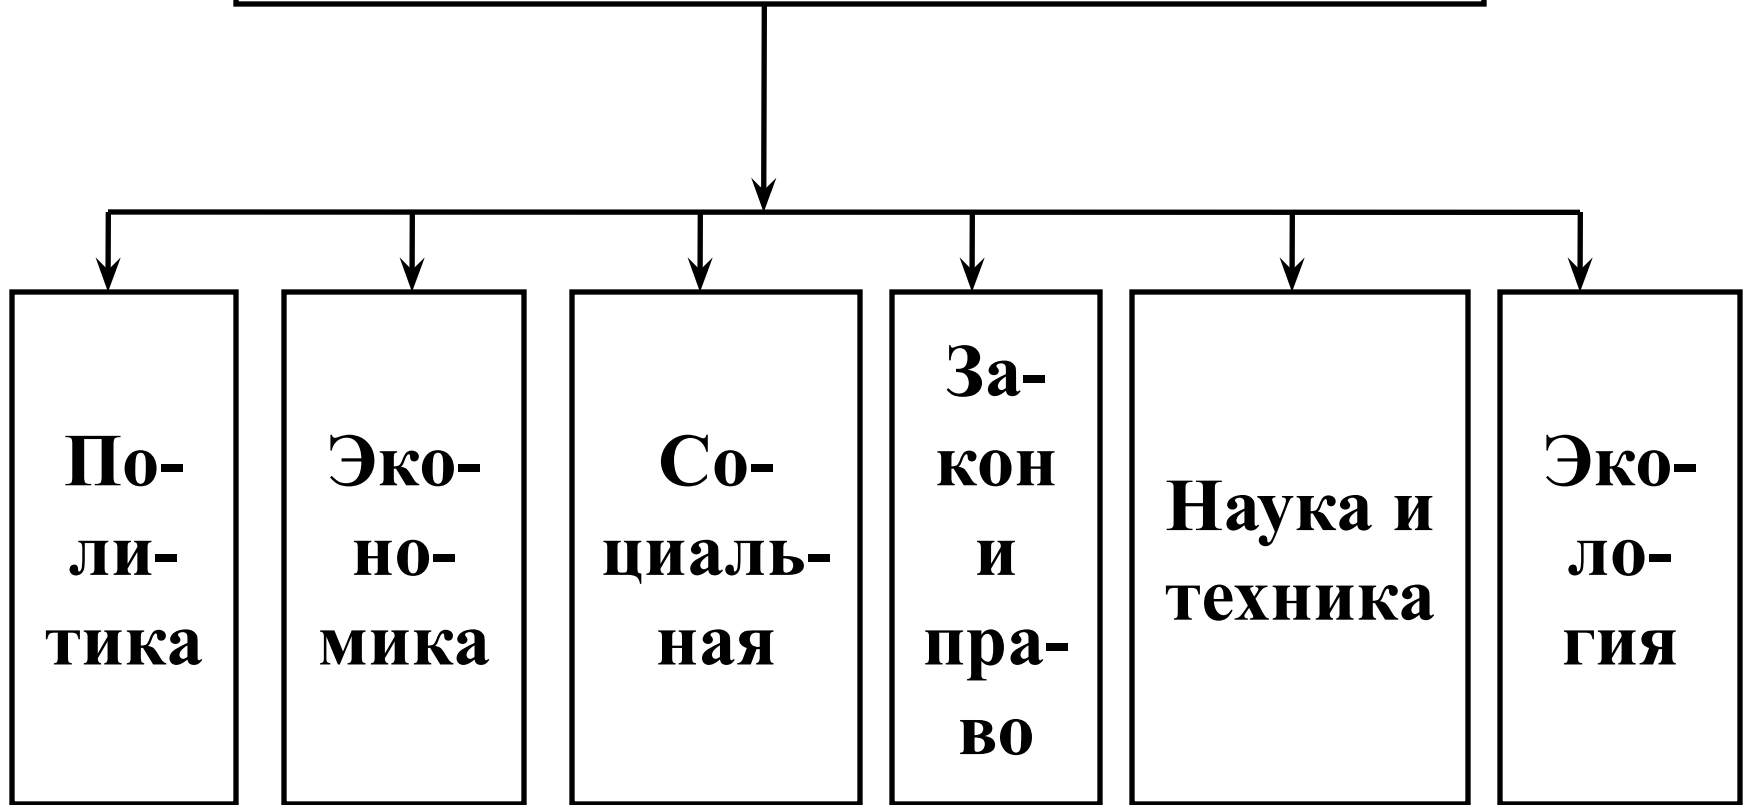 По-
ли-
тика
Эко-
но-
мика
Со-
циаль-
ная
За-
кон
и
пра-
во
Наука и
техника
Эко-
ло-
гия